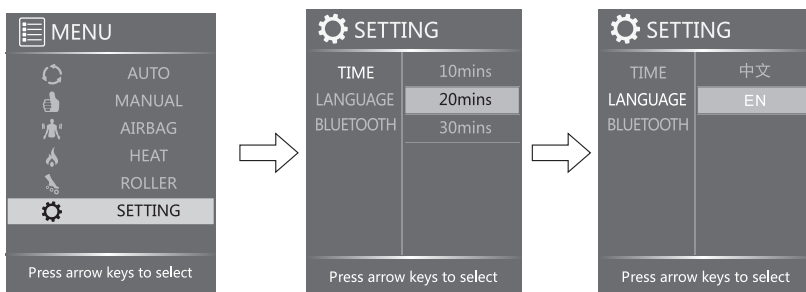 MENU
AUTO
MANUAL
AIRBAG
HEAT
ROLLER
SETTING
Press arrow keys to select
SETTING
TIME 10mins
LANGUAGE 20mins
BLUETOOTH 30mins
Press arrow keys to select
SETTING
TIME 中文
LANGUAGE EN
BLUETOOTH
Press arrow keys to select